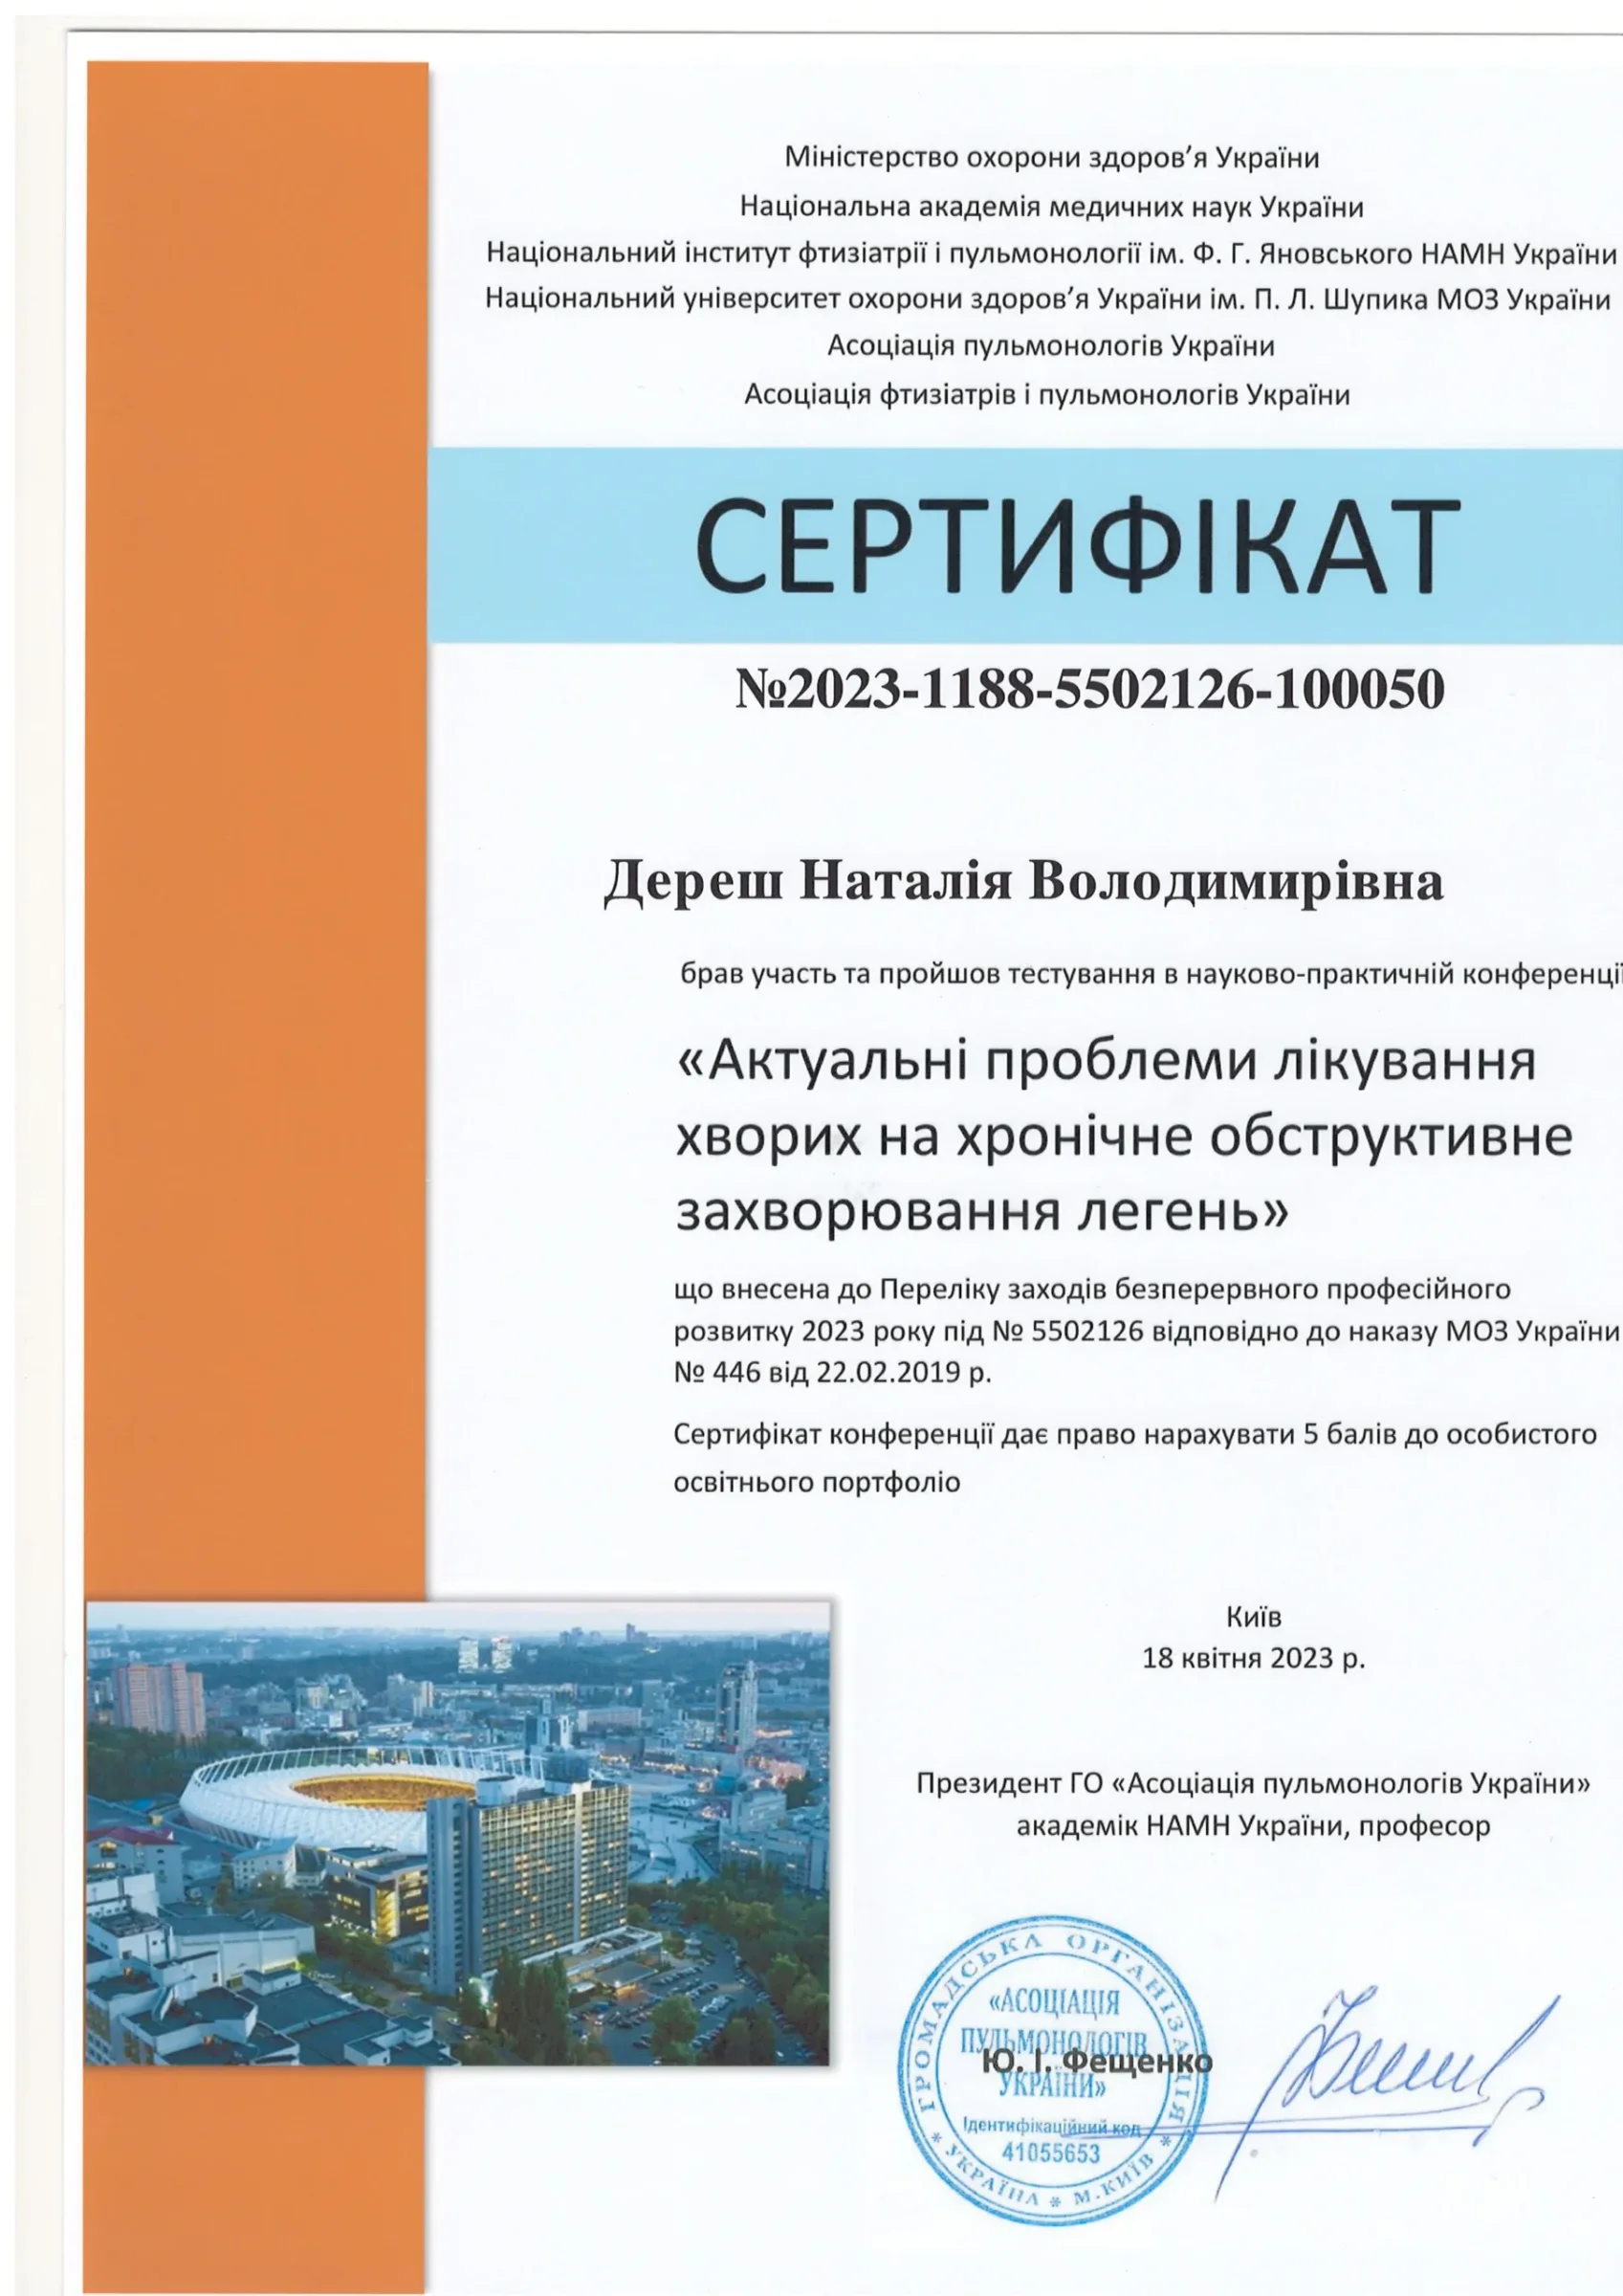 Міністерство охорони здоров’я України
Національна академія медичних наук України
Національний інститут фтизіатрії і пульмонології ім. Ф. Г. Яновського НАМН України
Національний університет охорони здоров’я України ім. П. Л. Шупика МОЗ України
Асоціація пульмонологів України
Асоціація фтизіатрів і пульмонологів України
СЕРТИФІКАТ
№2023-1188-5502126-100050
Дереш Наталія Володимирівна
брав участь та пройшов тестування в науково-практичній конференції
«Актуальні проблеми лікування
хворих на хронічне обструктивне
захворювання легень»
що внесена до Переліку заходів безперервного професійного
розвитку 2023 року під № 5502126 відповідно до наказу МОЗ України
№ 446 від 22.02.2019 р.
Сертифікат конференції дає право нарахувати 5 балів до особистого
освітнього портфоліо
Київ
18 квітня 2023 р.
Президент ГО «Асоціація пульмонологів України»
академік НАМН України, професор
Ю. І. Фещенко
ГРОМАДСЬКА ОРГАНІЗАЦІЯ
«АСОЦІАЦІЯ
ПУЛЬМОНОЛОГІВ
УКРАЇНИ»
Ідентифікаційний код
41055653
* УКРАЇНА * М.КИЇВ *